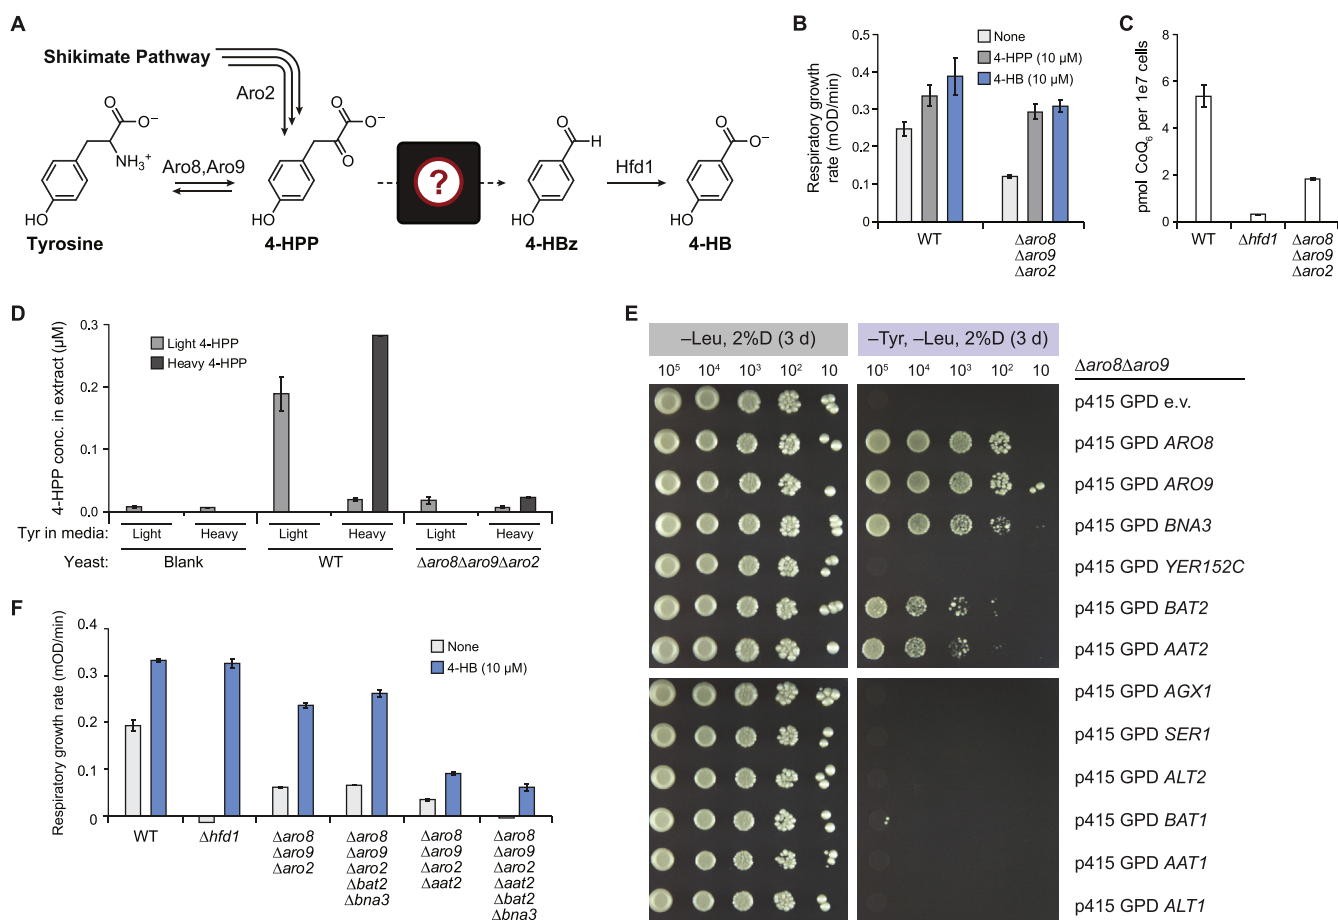 A
Shikimate Pathway
Aro2
O
O⁻
NH₃⁺
HO
Tyrosine
Aro8,Aro9
O
O⁻
O
HO
4-HPP
?
O
H
HO
4-HBz
Hfd1
O
O⁻
HO
4-HB
B
Respiratory growth
rate (mOD/min)
0,5
0.4
0.3
0.2
0.1
0
None
4-HPP (10 µM)
4-HB (10 µM)
WT
Δaro8
Δaro9
Δaro2
C
pmol CoQ₆ per 1e7 cells
8
6
4
2
0
WT
Δhfd1
Δaro8
Δaro9
Δaro2
D
4-HPP conc. in extract (µM)
0.3
0.2
0.1
0.0
Light 4-HPP
Heavy 4-HPP
Tyr in media:
Light
Heavy
Light
Heavy
Light
Heavy
Yeast:
Blank
WT
Δaro8Δaro9Δaro2
E
–Leu, 2%D (3 d)
–Tyr, –Leu, 2%D (3 d)
10⁵ 10⁴ 10³ 10² 10
10⁵ 10⁴ 10³ 10² 10
Δaro8Δaro9
p415 GPD e.v.
p415 GPD ARO8
p415 GPD ARO9
p415 GPD BNA3
p415 GPD YER152C
p415 GPD BAT2
p415 GPD AAT2
p415 GPD AGX1
p415 GPD SER1
p415 GPD ALT2
p415 GPD BAT1
p415 GPD AAT1
p415 GPD ALT1
F
Respiratory growth rate (mOD/min)
0.4
0.3
0.2
0.1
0
None
4-HB (10 µM)
WT
Δhfd1
Δaro8
Δaro9
Δaro2
Δaro8
Δaro9
Δaro2
Δbat2
Δbna3
Δaro8
Δaro9
Δaro2
Δaat2
Δaro8
Δaro9
Δaro2
Δaat2
Δbat2
Δbna3